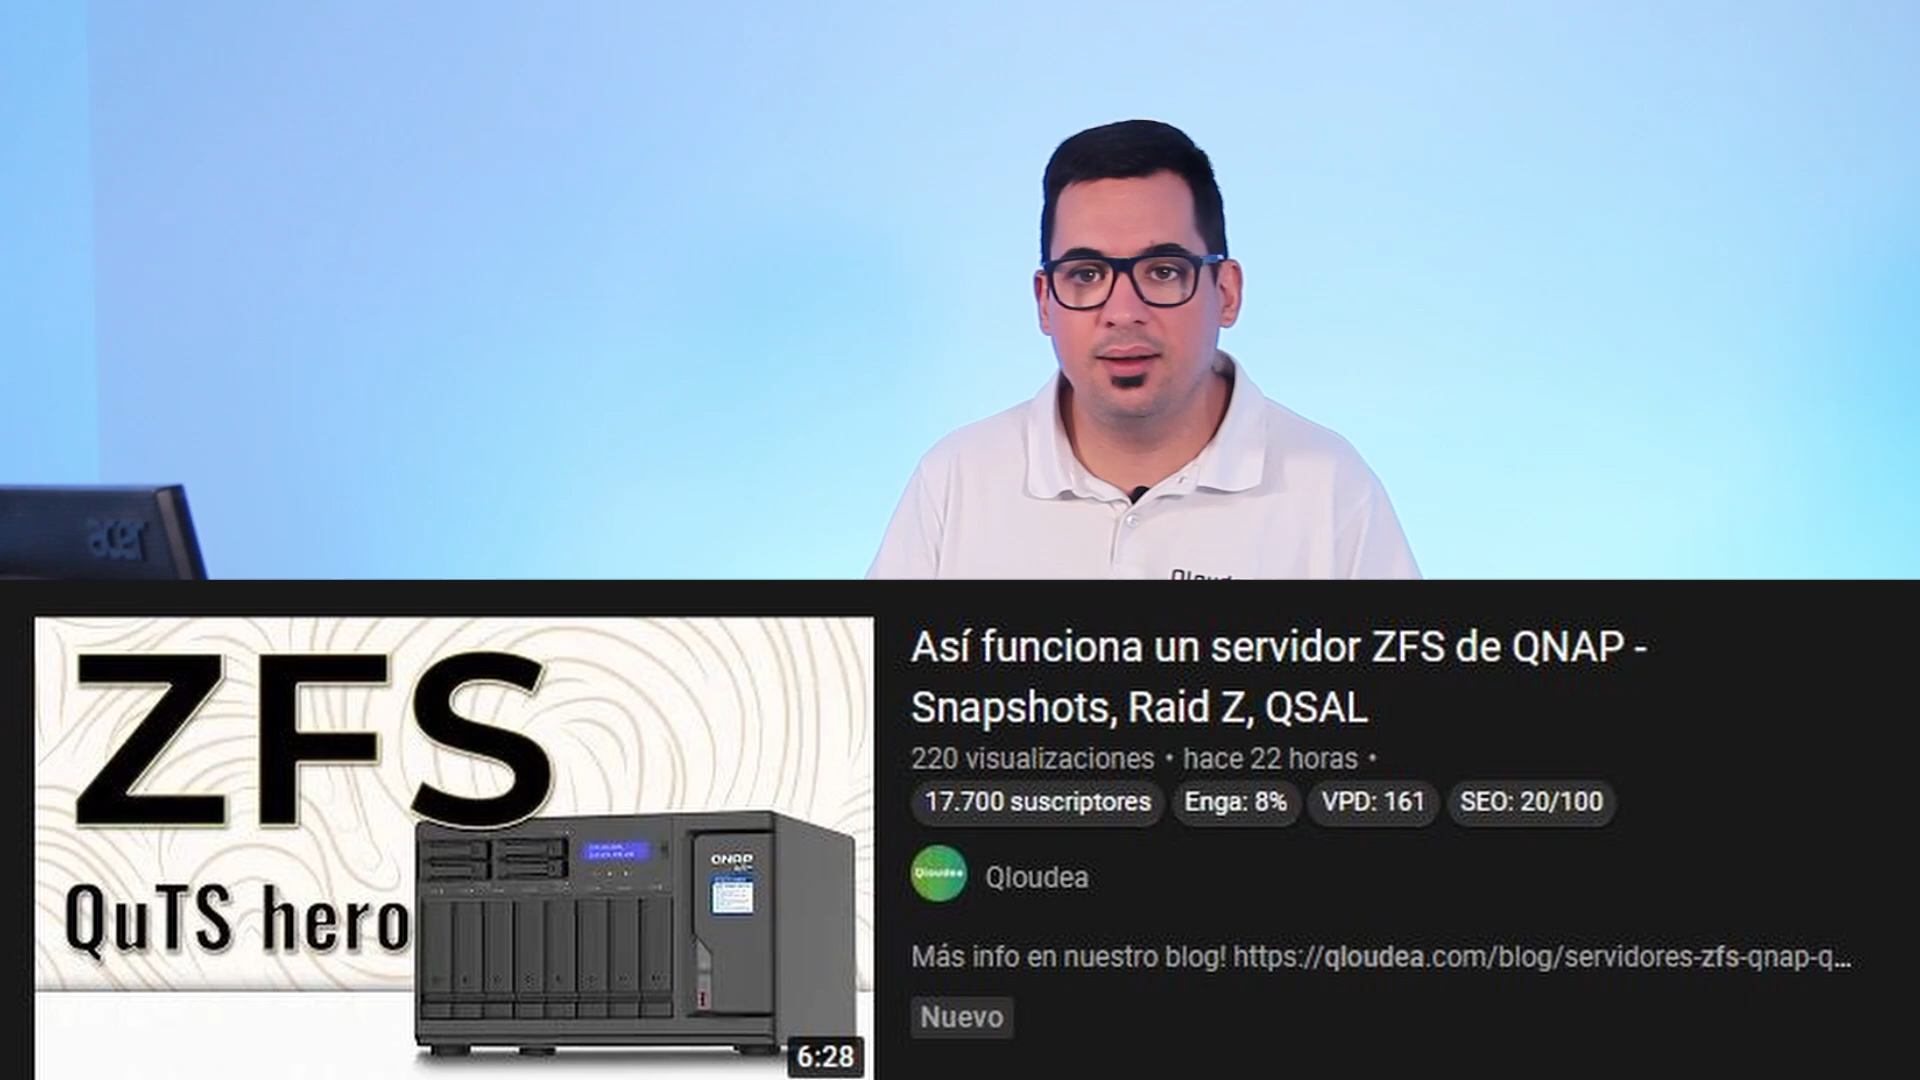 acer
ZFS
QuTS hero
QNAP
6:28
Así funciona un servidor ZFS de QNAP -
Snapshots, Raid Z, QSAL
220 visualizaciones • hace 22 horas •
17.700 suscriptores Enga: 8% VPD: 161 SEO: 20/100
Qloudea Qloudea
Más info en nuestro blog! https://qloudea.com/blog/servidores-zfs-qnap-q...
Nuevo